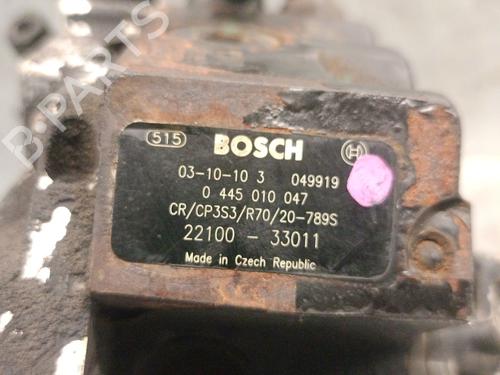 515 BOSCH H
03-10-10 3 049919
0 445 010 047
CR/CP3S3/R70/20-789S
22100 - 33011
Made in Czech Republic
B-PARTS